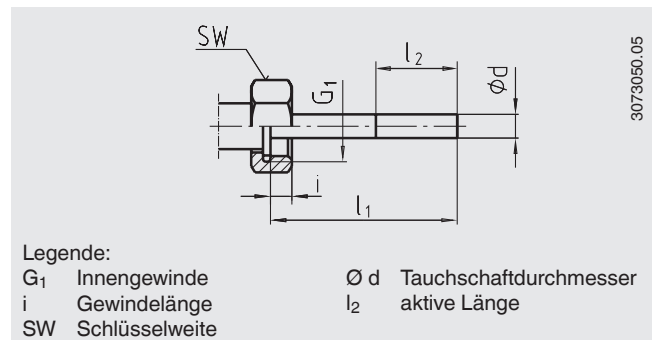 SW
l₂
G₁
Ød
3073050.05
i
l₁
Legende:
G₁ Innengewinde
i Gewindelänge
SW Schlüsselweite
Ø d Tauchschaftdurchmesser
l₂ aktive Länge